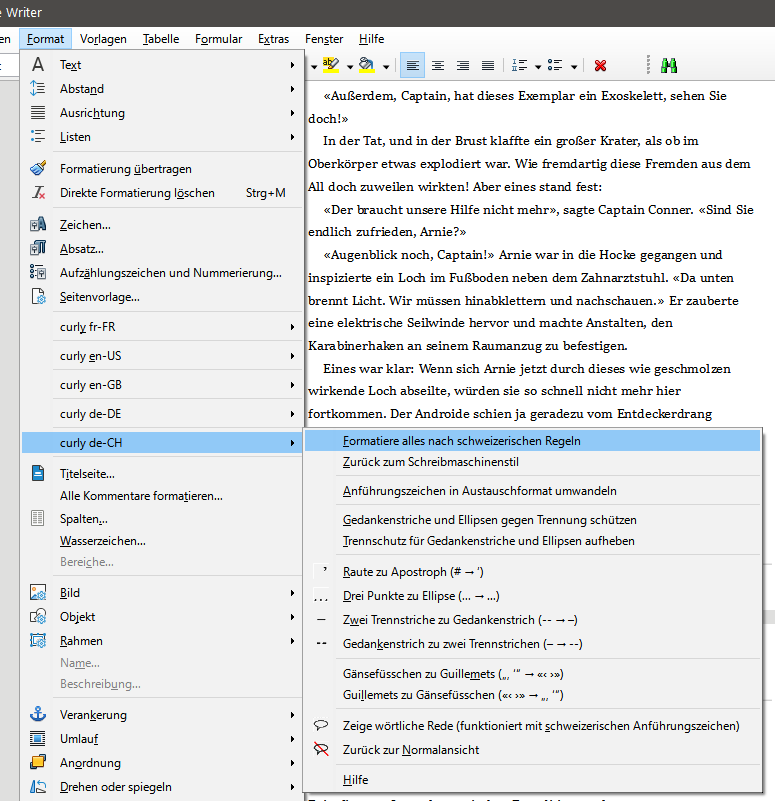 e Writer
en Format Vorlagen Tabelle Formular Extras Fenster Hilfe
Text
Abstand
Ausrichtung
Listen
Formatierung übertragen
Direkte Formatierung löschen Strg+M
Zeichen...
Absatz...
Aufzählungszeichen und Nummerierung...
Seitenvorlage...
curly fr-FR
curly en-US
curly en-GB
curly de-DE
curly de-CH
Titelseite...
Alle Kommentare formatieren...
Spalten...
Wasserzeichen...
Bereiche...
Bild
Objekt
Rahmen
Name...
Beschreibung...
Verankerung
Umlauf
Anordnung
Drehen oder spiegeln
«Außerdem, Captain, hat dieses Exemplar ein Exoskelett, sehen Sie
doch!»
In der Tat, und in der Brust klaffte ein großer Krater, als ob im
Oberkörper etwas explodiert war. Wie fremdartig diese Fremden aus dem
All doch zuweilen wirkten! Aber eines stand fest:
«Der braucht unsere Hilfe nicht mehr», sagte Captain Conner. «Sind Sie
endlich zufrieden, Arnie?»
«Augenblick noch, Captain!» Arnie war in die Hocke gegangen und
inspizierte ein Loch im Fußboden neben dem Zahnarztstuhl. «Da unten
brennt Licht. Wir müssen hinabklettern und nachschauen.» Er zauberte
eine elektrische Seilwinde hervor und machte Anstalten, den
Karabinerhaken an seinem Raumanzug zu befestigen.
Eines war klar: Wenn sich Arnie jetzt durch dieses wie geschmolzen
wirkende Loch abseilte, würden sie so schnell nicht mehr hier
fortkommen. Der Androide schien ja geradezu vom Entdeckerdrang
Formatiere alles nach schweizerischen Regeln
Zurück zum Schreibmaschinenstil
Anführungszeichen in Austauschformat umwandeln
Gedankenstriche und Ellipsen gegen Trennung schützen
Trennschutz für Gedankenstriche und Ellipsen aufheben
’ Raute zu Apostroph (# → ’)
... Drei Punkte zu Ellipse (... → …)
– Zwei Trennstriche zu Gedankenstrich (-- → –)
-- Gedankenstrich zu zwei Trennstrichen (– → --)
Gänsefüsschen zu Guillemets („‚ ‘“ → «‹ ›»)
Guillemets zu Gänsefüsschen («‹ ›» → „‚ ‘“)
Zeige wörtliche Rede (funktioniert mit schweizerischen Anführungszeichen)
Zurück zur Normalansicht
Hilfe